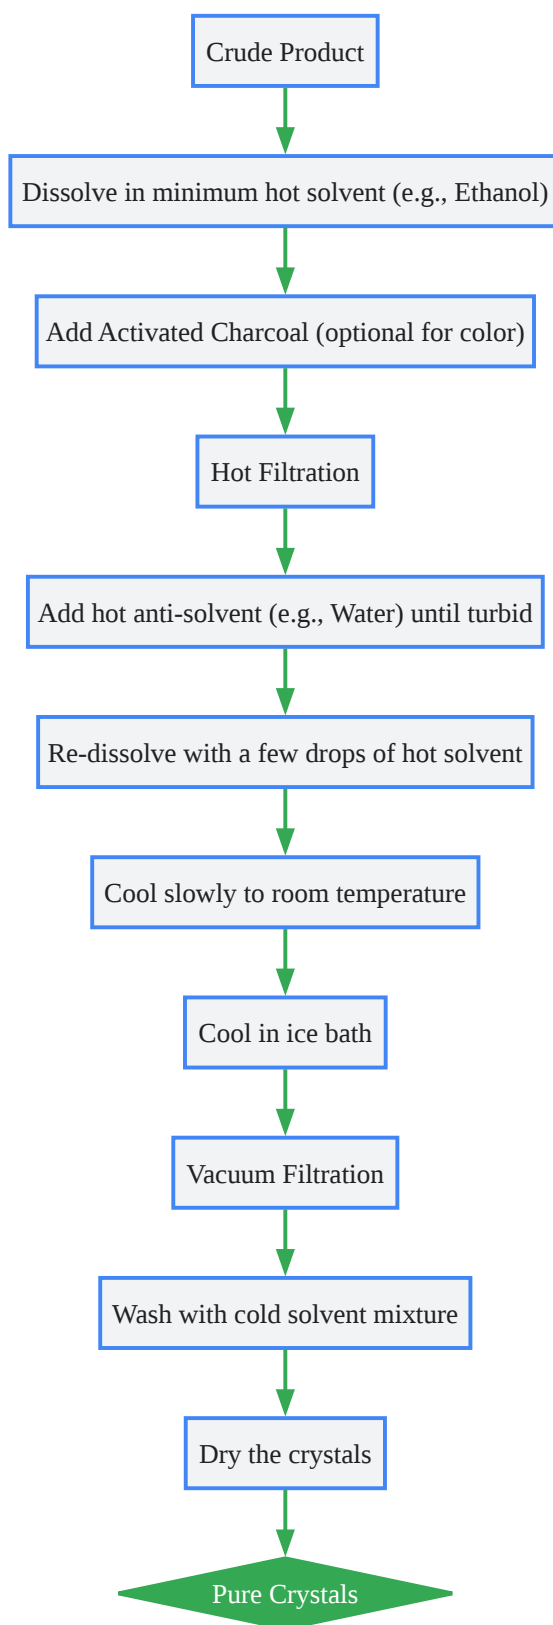 Crude Product
Dissolve in minimum hot solvent (e.g., Ethanol)
Add Activated Charcoal (optional for color)
Hot Filtration
Add hot anti-solvent (e.g., Water) until turbid
Re-dissolve with a few drops of hot solvent
Cool slowly to room temperature
Cool in ice bath
Vacuum Filtration
Wash with cold solvent mixture
Dry the crystals
Pure Crystals